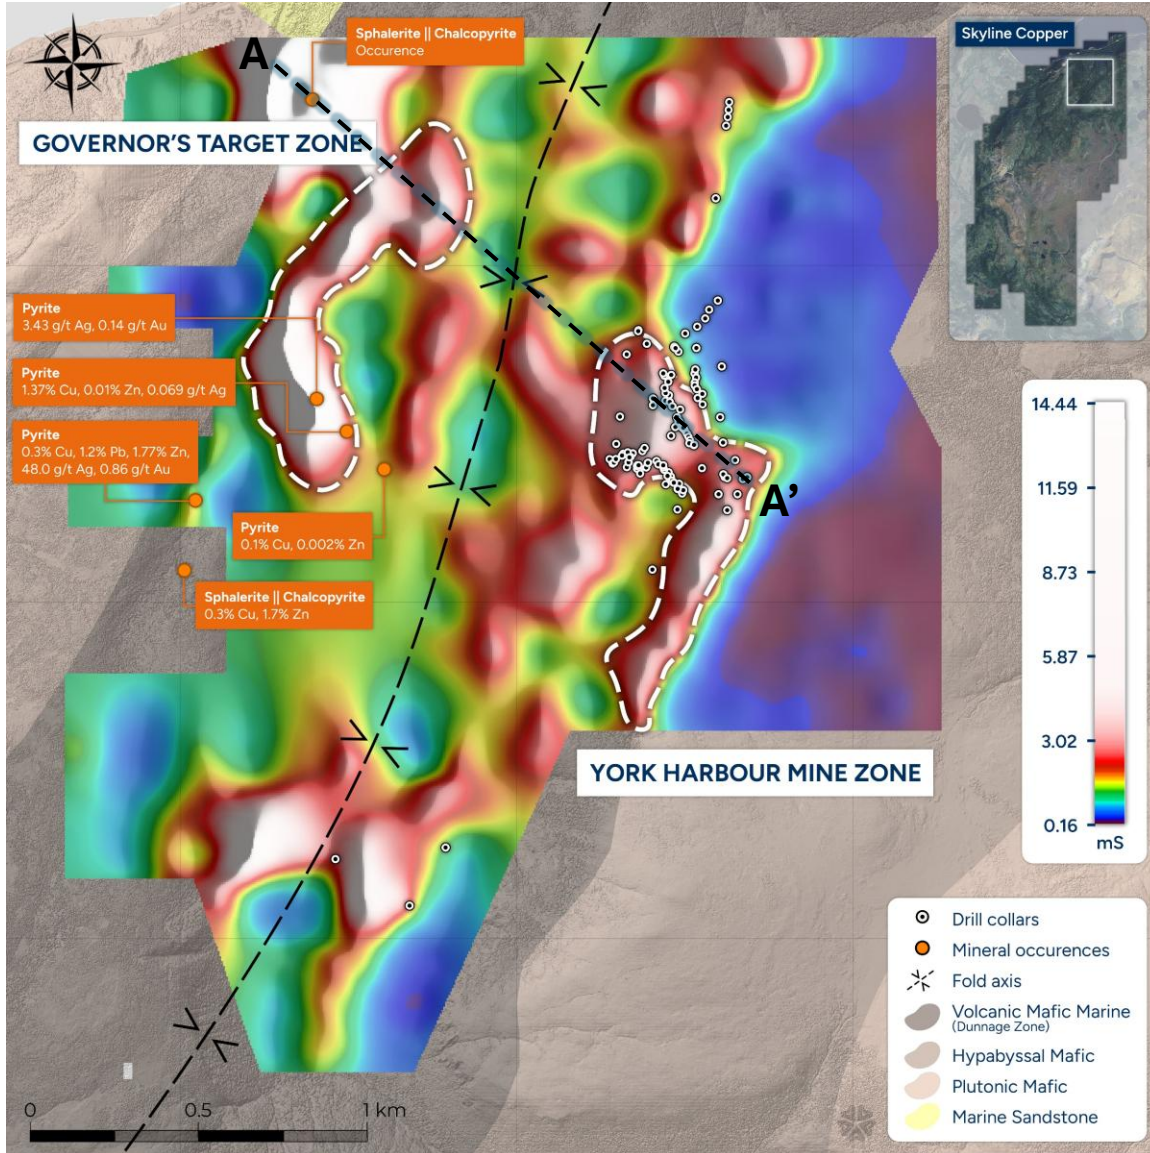 Skyline Copper
A
Sphalerite || Chalcopyrite
Occurence
GOVERNOR'S TARGET ZONE
Pyrite
3.43 g/t Ag, 0.14 g/t Au
Pyrite
1.37% Cu, 0.01% Zn, 0.069 g/t Ag
Pyrite
0.3% Cu, 1.2% Pb, 1.77% Zn,
48.0 g/t Ag, 0.86 g/t Au
Pyrite
0.1% Cu, 0.002% Zn
Sphalerite || Chalcopyrite
0.3% Cu, 1.7% Zn
A'
YORK HARBOUR MINE ZONE
14.44
11.59
8.73
5.87
3.02
0.16
mS
Drill collars
Mineral occurences
Fold axis
Volcanic Mafic Marine
(Dunnage Zone)
Hypabyssal Mafic
Plutonic Mafic
Marine Sandstone
0 0.5 1 km